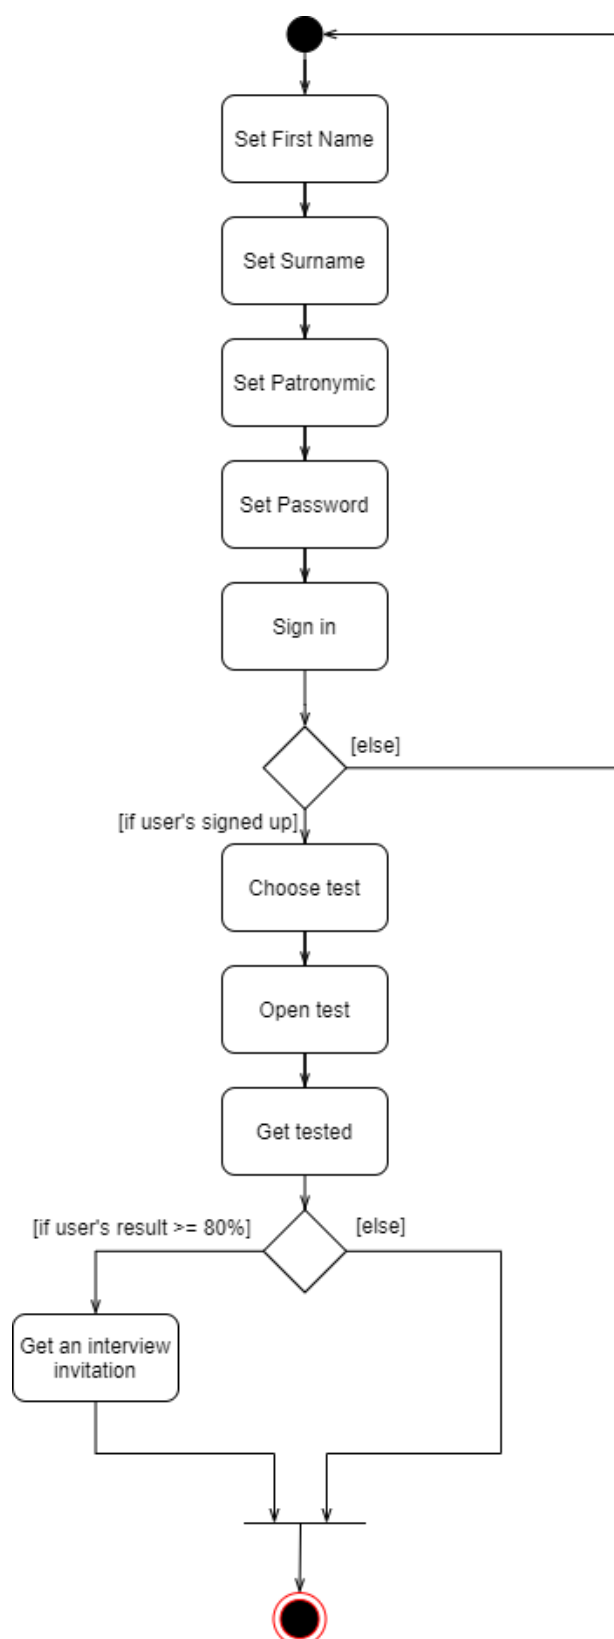 Set First Name
Set Surname
Set Patronymic
Set Password
Sign in
[else]
[if user's signed up]
Choose test
Open test
Get tested
[if user's result >= 80%]
[else]
Get an interview
invitation